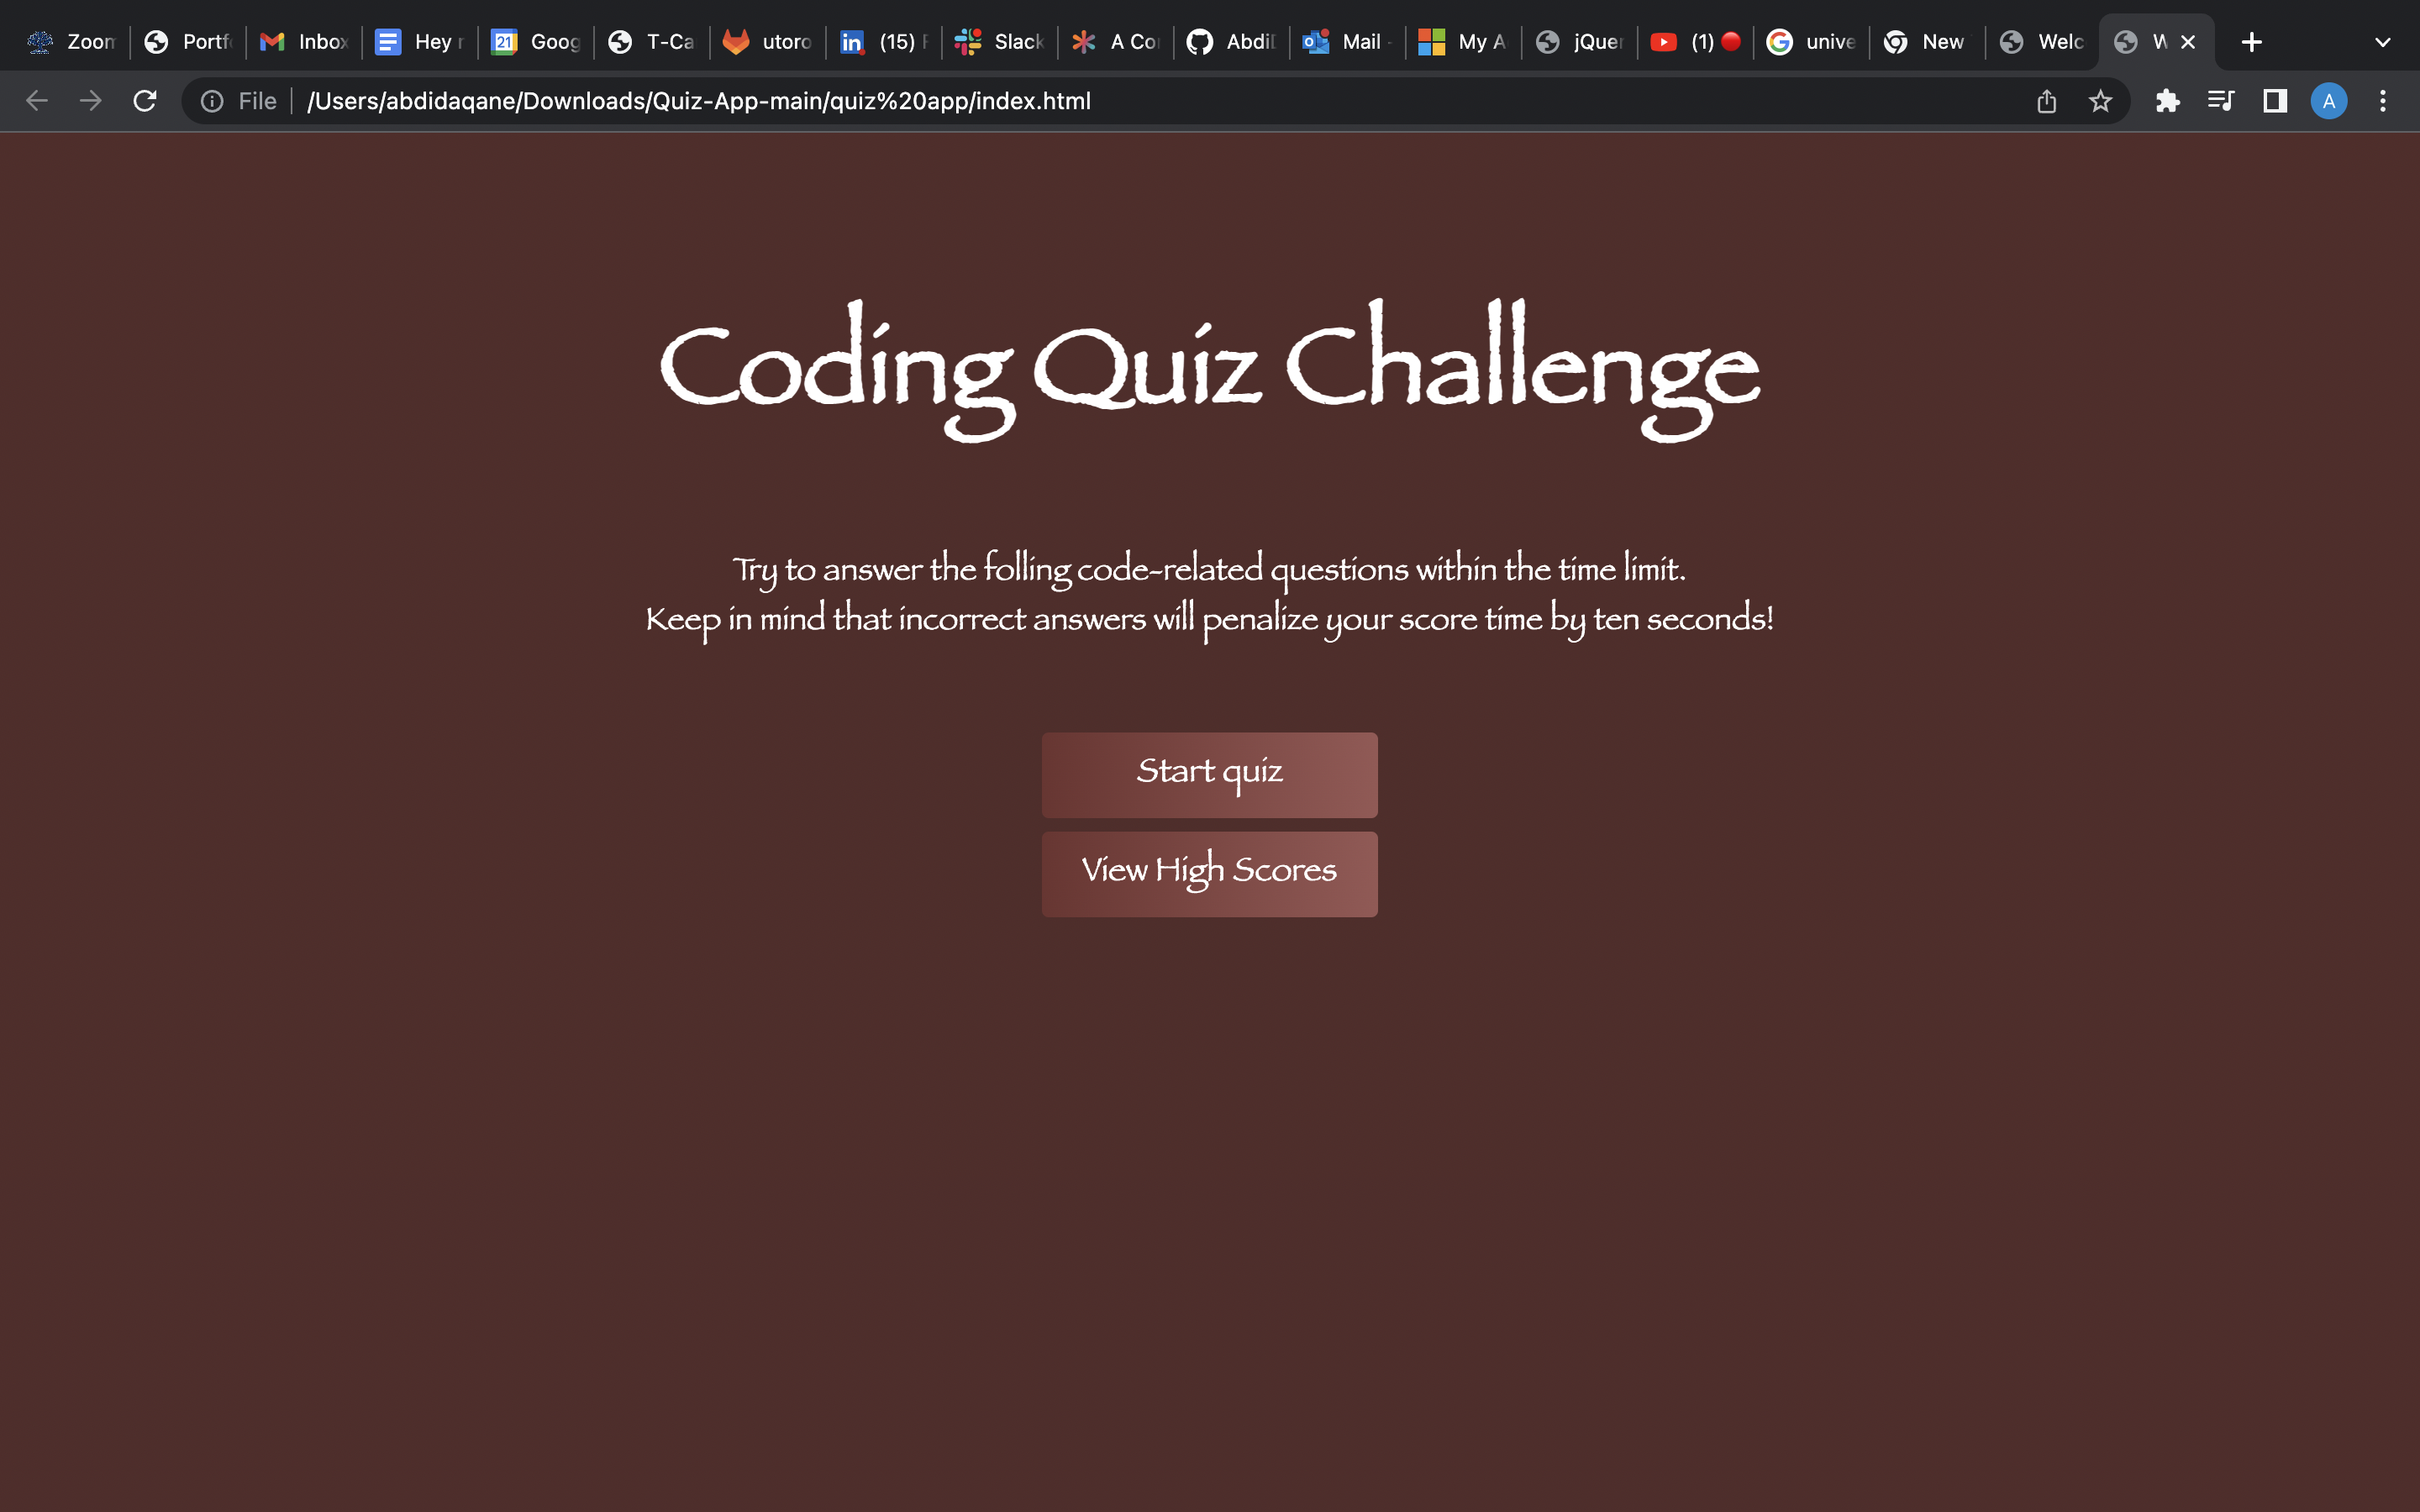 Zoom Portf Inbox Hey r 21 Goog T-Ca utoro in (15) Slack A Co Abdi Mail - My A jQuer (1) unive New Welc W
File /Users/abdidaqane/Downloads/Quiz-App-main/quiz%20app/index.html A
Coding Quiz Challenge
Try to answer the folling code-related questions within the time limit.
Keep in mind that incorrect answers will penalize your score time by ten seconds!
Start quiz
View High Scores